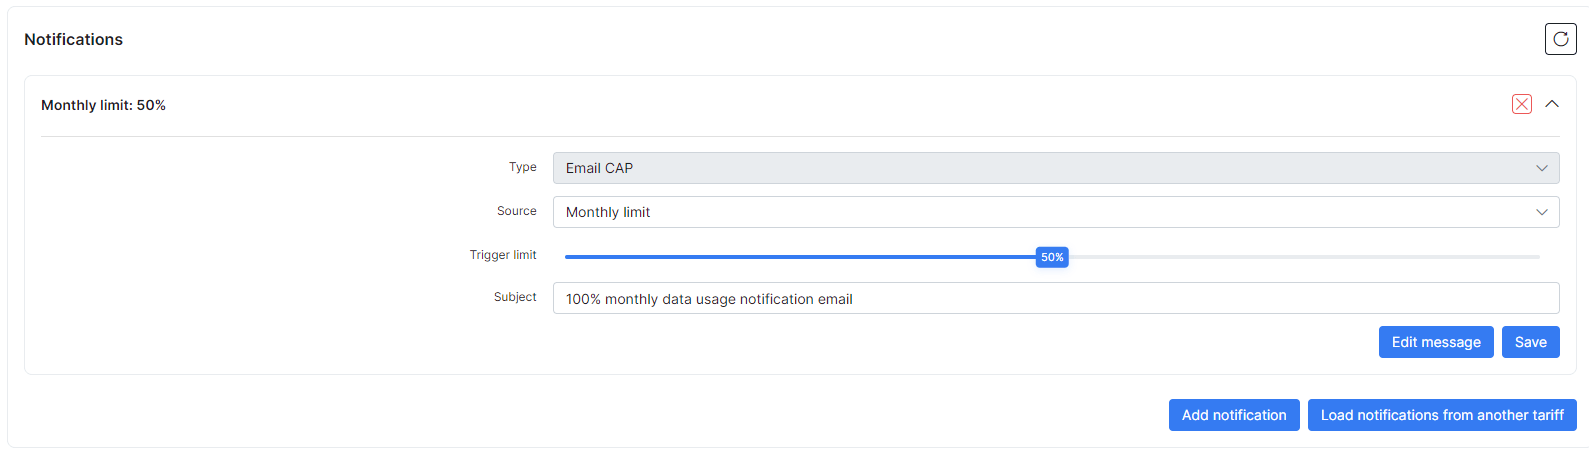 Notifications
Monthly limit: 50%
Type
Email CAP
Source
Monthly limit
Trigger limit
50%
Subject
100% monthly data usage notification email
Edit message
Save
Add notification
Load notifications from another tariff